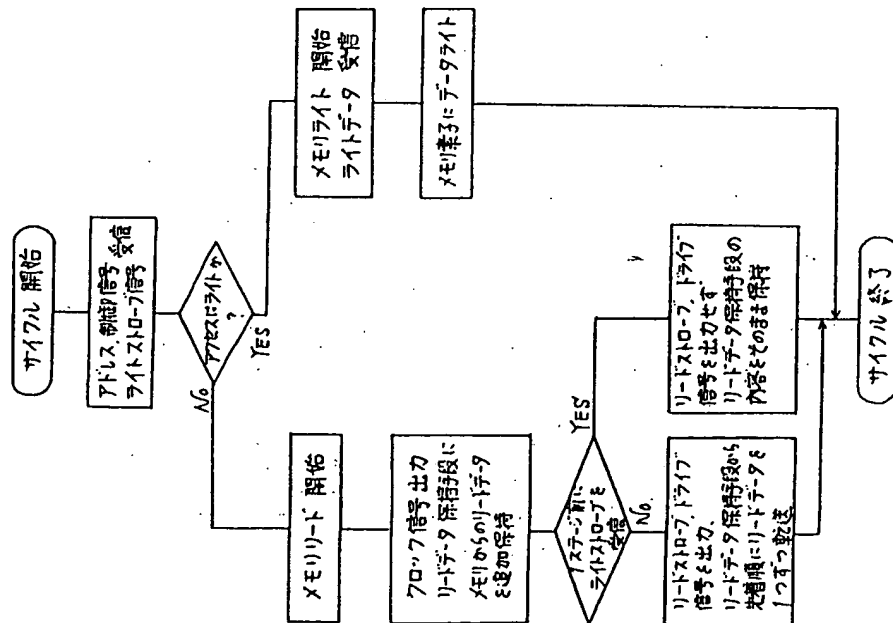 サイクル 開始
アドレス,制御信号 受信
ライトストローブ信号
アクセスはライトか
?
No
YES
メモリリード 開始
クロック信号 出力
リードデータ 保持手段に
メモリからのリードデータ
を追加保持
1ステージ前に
ライトストローブを
受信
YES
No
リードストローブ,ドライブ
信号を出力、
リードデータ保持手段から
先着順にリードデータを
1つずつ転送
リードストローブ,ドライブ
信号を出力せず
リードデータ保持手段の
内容をそのまま保持
メモリライト 開始
ライトデータ 受信
メモリ素子にデータライト
サイクル 終了